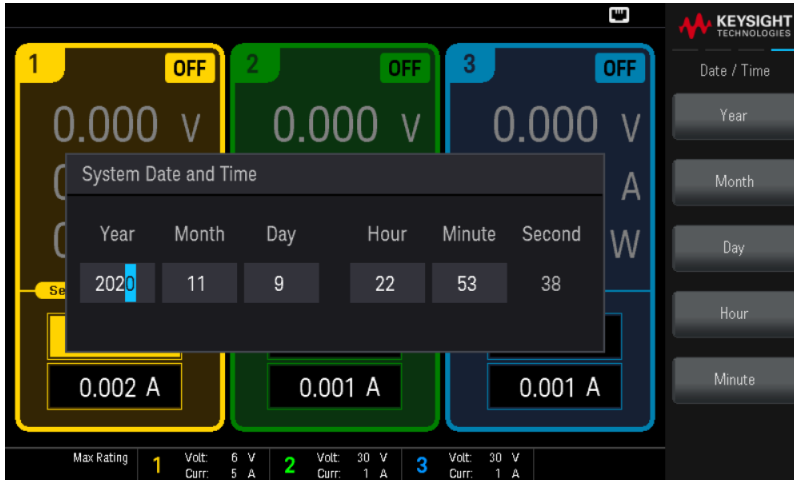 KEYSIGHT
TECHNOLOGIES
Date / Time
Year
Month
Day
Hour
Minute
1 OFF 2 OFF 3 OFF
0.000 V 0.000 V 0.000 V
A
W
System Date and Time
Year Month Day Hour Minute Second
2020 11 9 22 53 38
Se
0.002 A 0.001 A 0.001 A
Max Rating 1 Volt: 6 V 2 Volt: 30 V 3 Volt: 30 V
Curr: 5 A Curr: 1 A Curr: 1 A